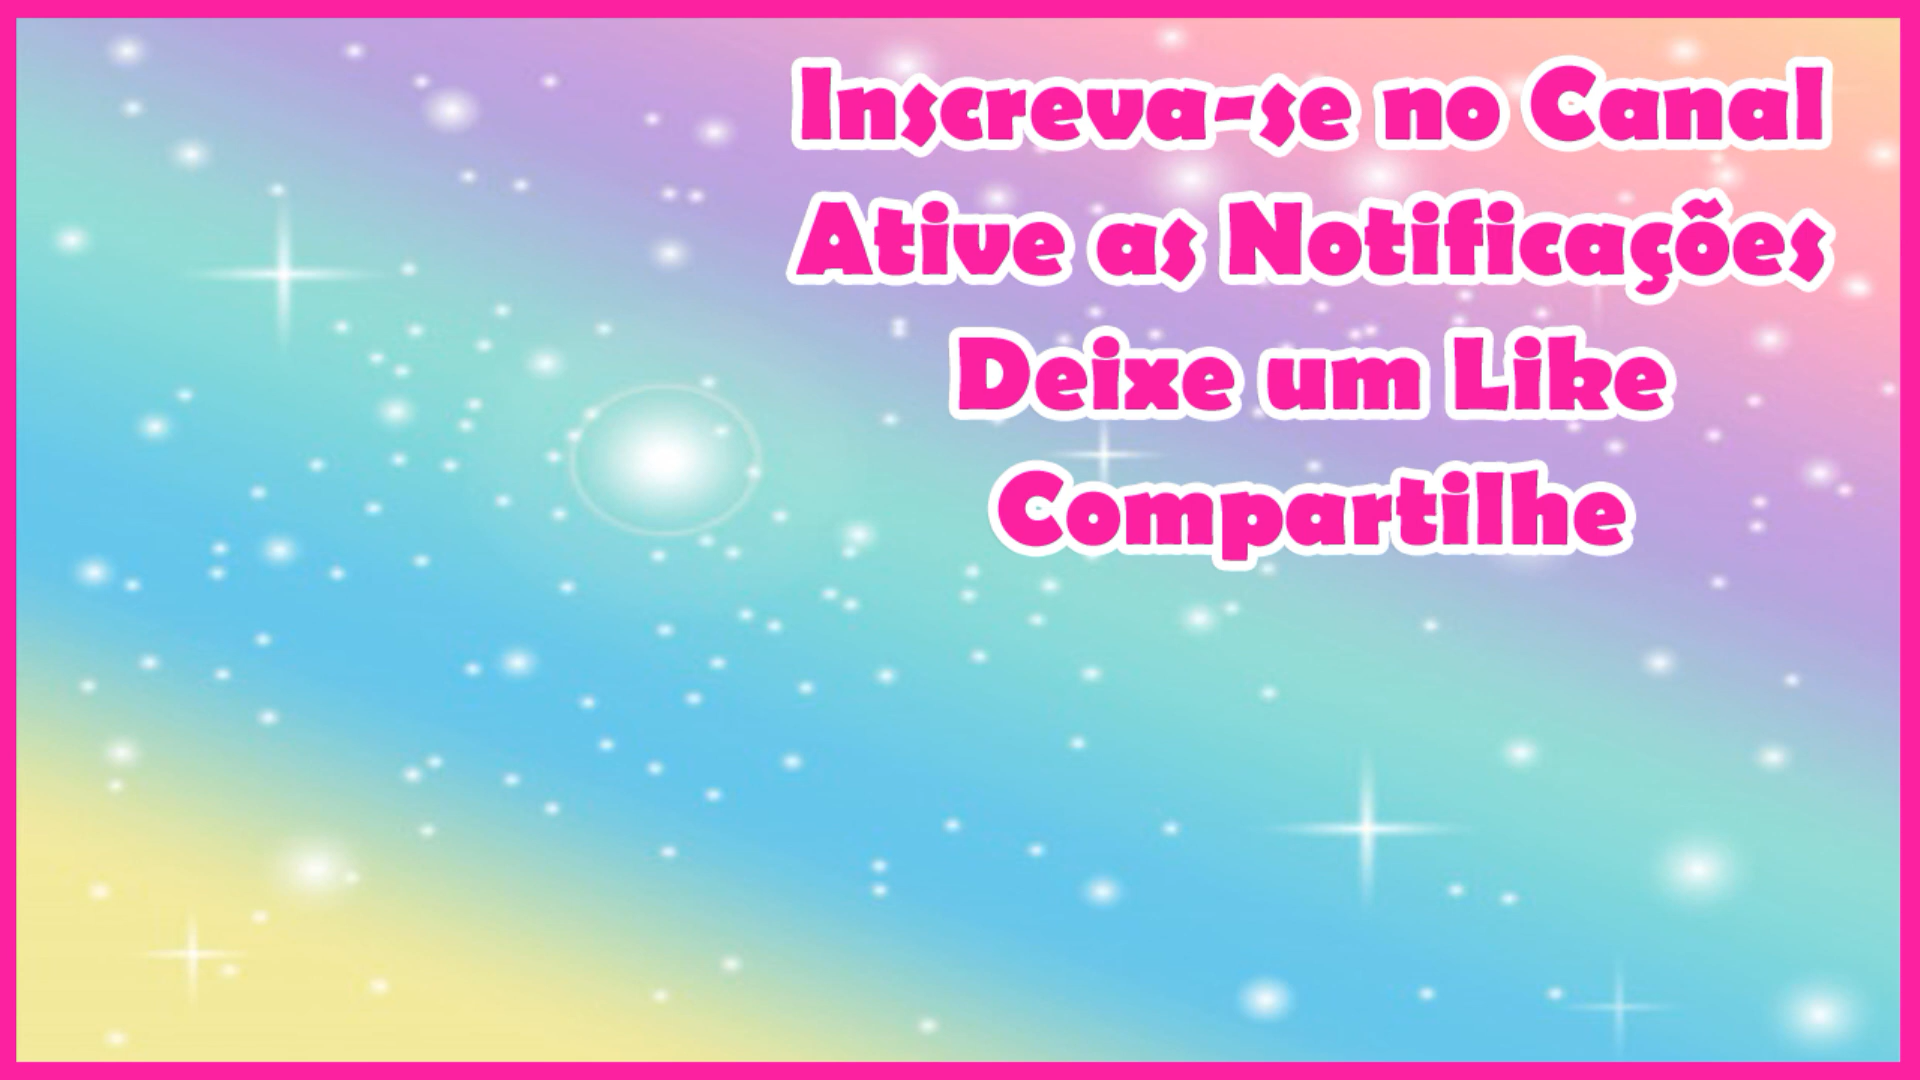 Inscreva-se no Canal
Ative as Notificações
Deixe um Like
Compartilhe